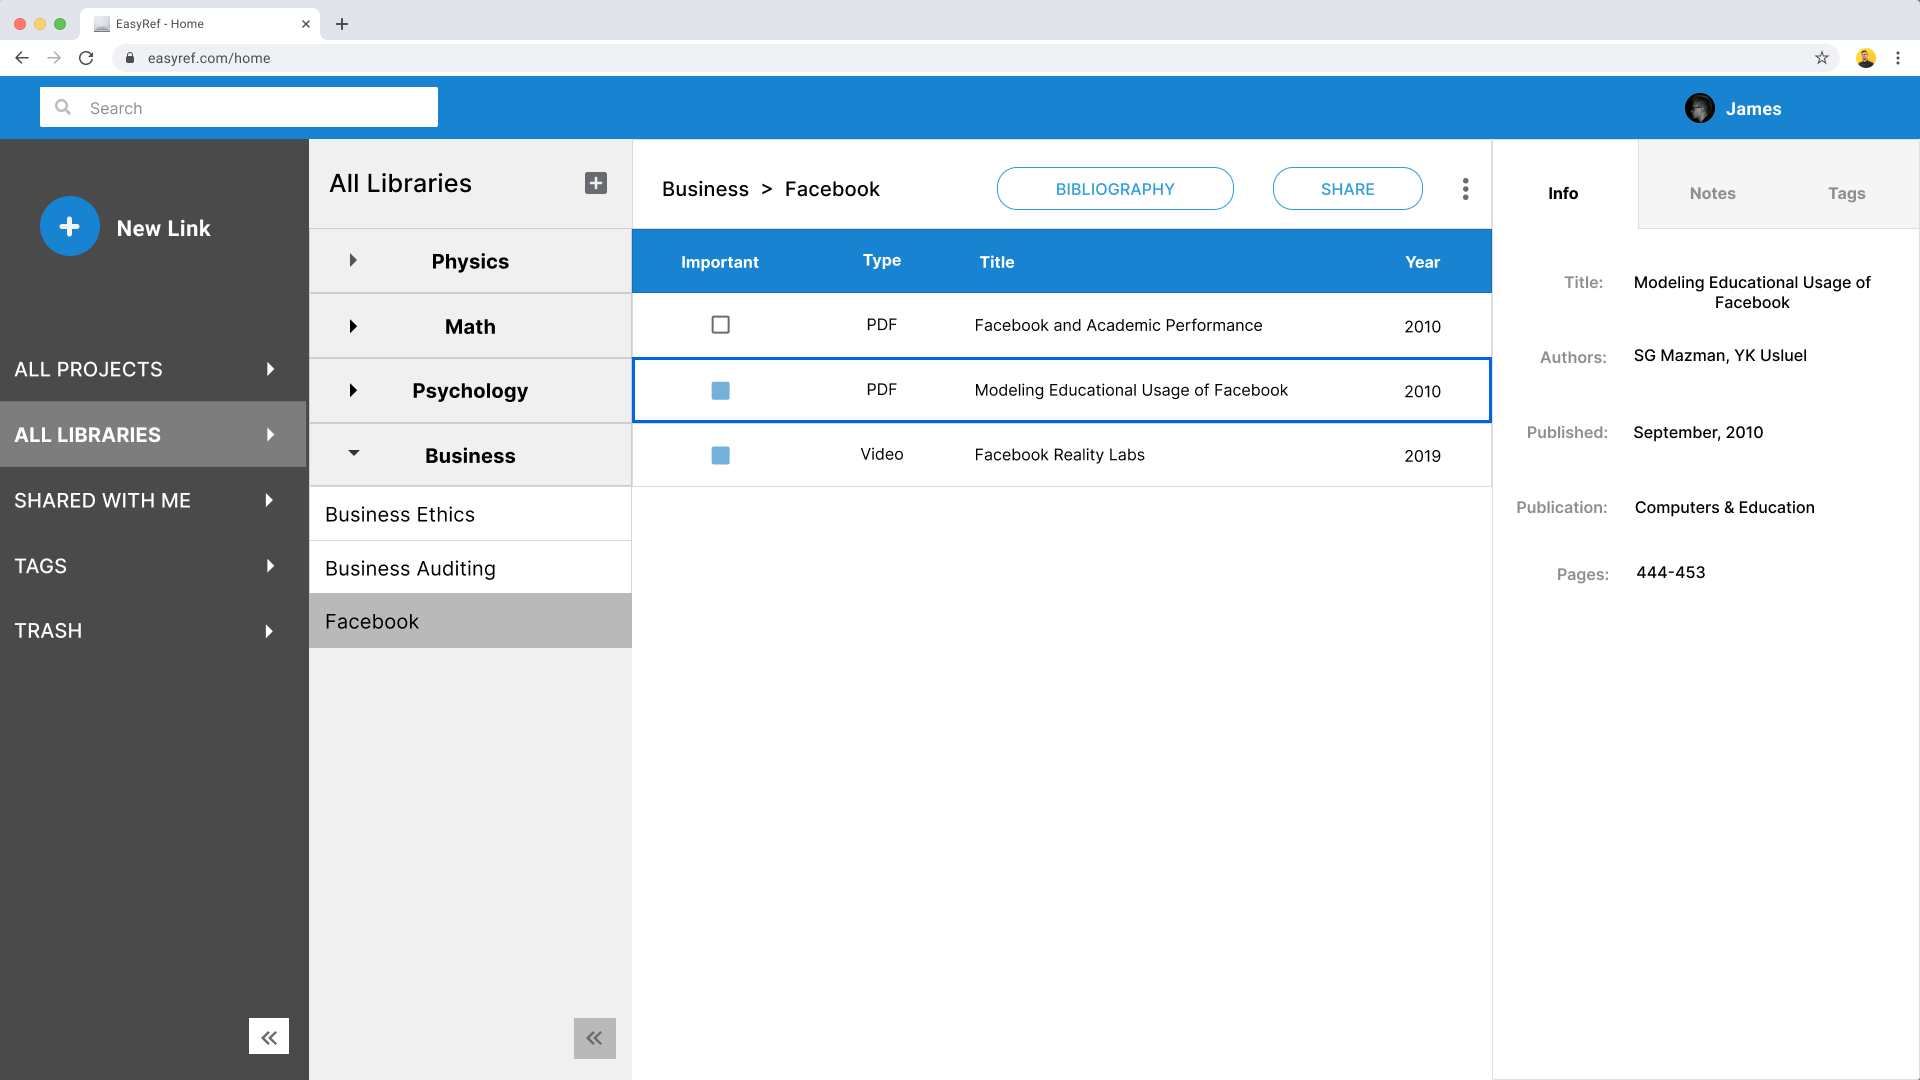 EasyRef - Home
easyref.com/home
Search
James
New Link
ALL PROJECTS
ALL LIBRARIES
SHARED WITH ME
TAGS
TRASH
All Libraries
Physics
Math
Psychology
Business
Business Ethics
Business Auditing
Facebook
Business > Facebook
BIBLIOGRAPHY
SHARE
Important Type Title Year
PDF Facebook and Academic Performance 2010
PDF Modeling Educational Usage of Facebook 2010
Video Facebook Reality Labs 2019
Info
Notes
Tags
Title: Modeling Educational Usage of
Facebook
Authors: SG Mazman, YK Usluel
Published: September, 2010
Publication: Computers & Education
Pages: 444-453